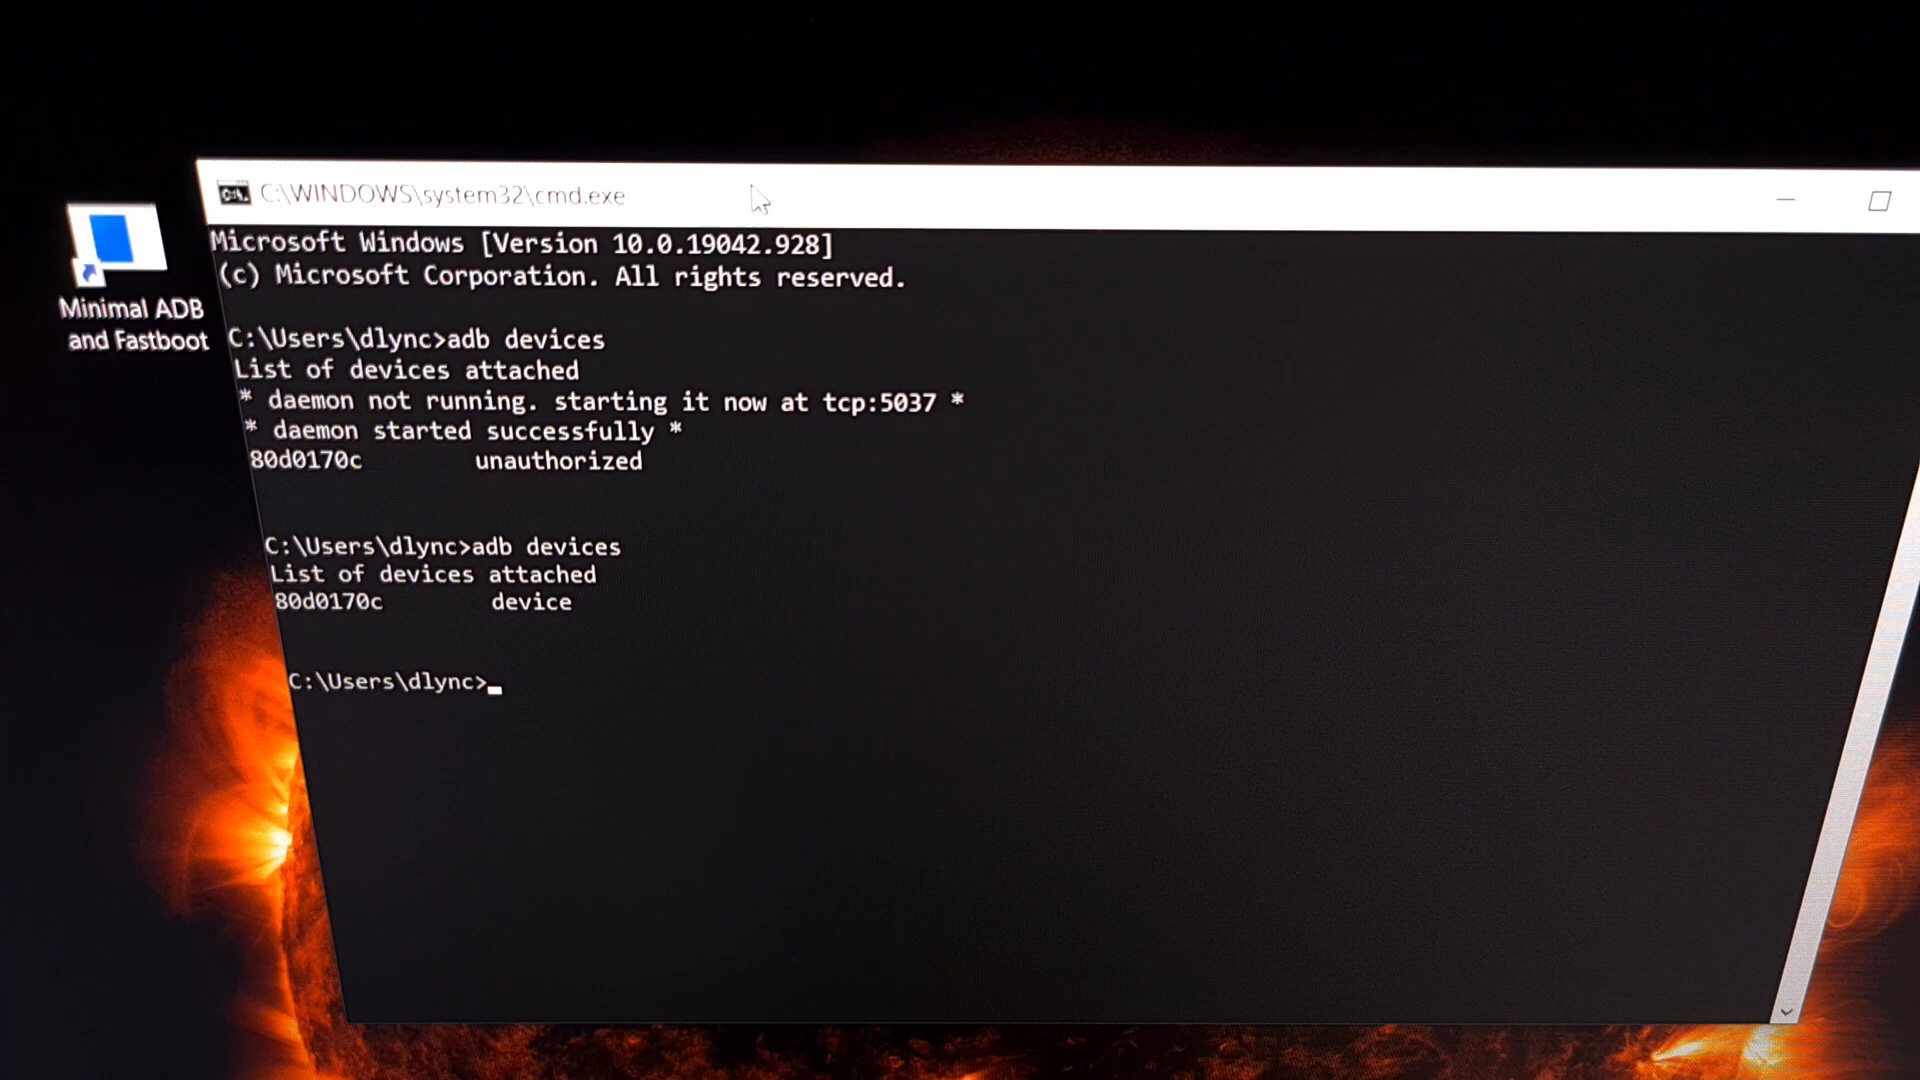 C:\WINDOWS\system32\cmd.exe
Microsoft Windows [Version 10.0.19042.928]
(c) Microsoft Corporation. All rights reserved.
C:\Users\dlync>adb devices
List of devices attached
* daemon not running. starting it now at tcp:5037 *
* daemon started successfully *
80d0170c unauthorized
C:\Users\dlync>adb devices
List of devices attached
80d0170c device
C:\Users\dlync>
Minimal ADB
and Fastboot